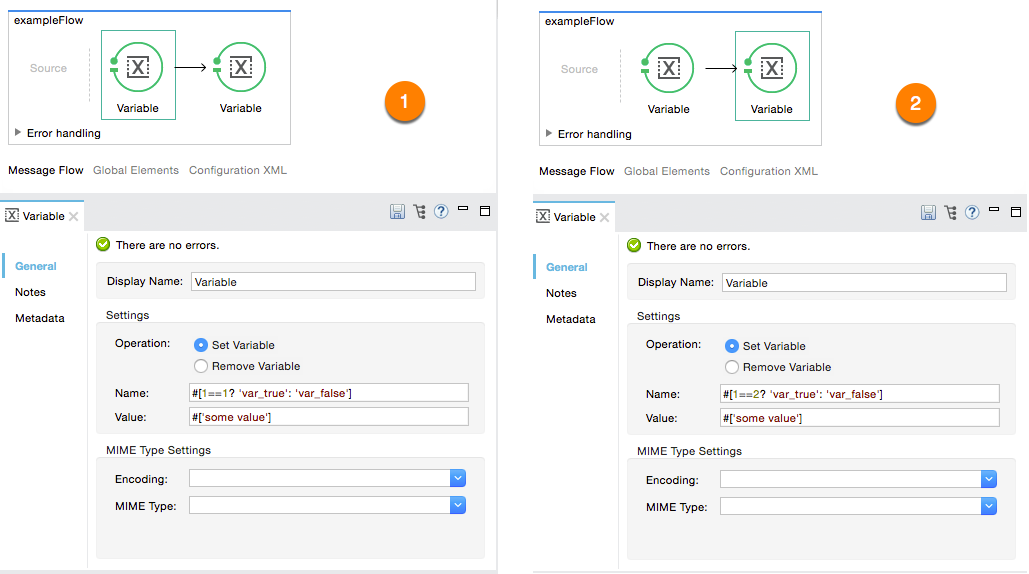 exampleFlow
Source
Variable
Variable
Error handling
1
Message Flow Global Elements Configuration XML
Variable
There are no errors.
General
Notes
Metadata
Display Name: Variable
Settings
Operation: Set Variable
Remove Variable
Name: #[1==1? 'var_true': 'var_false']
Value: #['some value']
MIME Type Settings
Encoding:
MIME Type:
exampleFlow
Source
Variable
Variable
Error handling
2
Message Flow Global Elements Configuration XML
Variable
There are no errors.
General
Notes
Metadata
Display Name: Variable
Settings
Operation: Set Variable
Remove Variable
Name: #[1==2? 'var_true': 'var_false']
Value: #['some value']
MIME Type Settings
Encoding:
MIME Type: